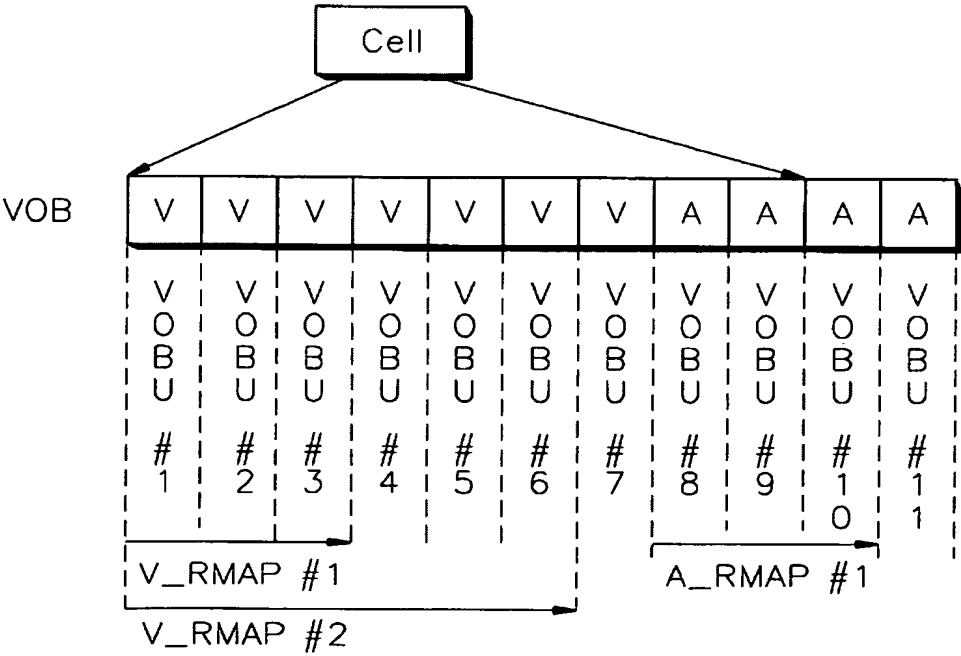 Cell
VOB V V V V V V V A A A A
VOBU #1
VOBU #2
VOBU #3
VOBU #4
VOBU #5
VOBU #6
VOBU #7
VOBU #8
VOBU #9
VOBU #10
VOBU #11
V_RMAP #1
A_RMAP #1
V_RMAP #2